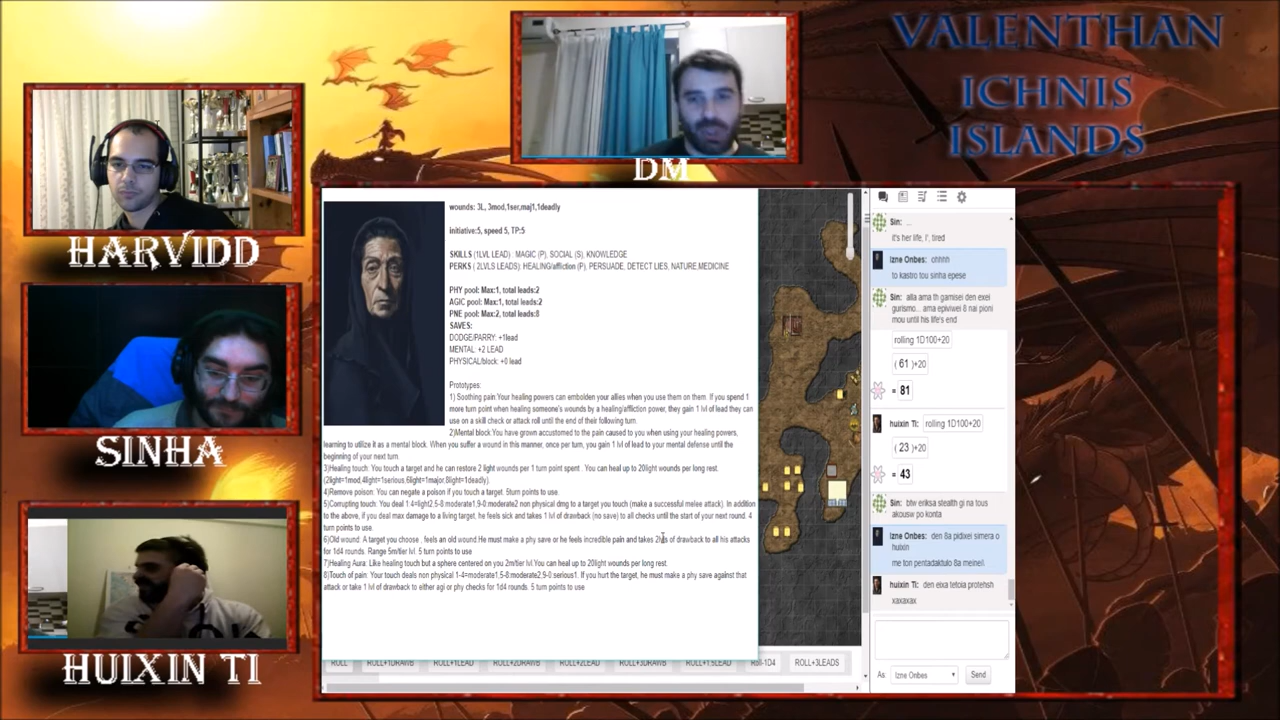 VALENTHAN
ICHNIS
ISLANDS
DM
HARVIDD
SINHA
HUIXIN TI
wounds: 3L, 3mod,1ser,maj1,1deadly
initiative:5, speed 5, TP:5
SKILLS (1LVL LEAD) : MAGIC (P), SOCIAL (S), KNOWLEDGE
PERKS ( 2LVLS LEADS): HEALING/affliction (P), PERSUADE, DETECT LIES, NATURE,MEDICINE
PHY pool: Max:1, total leads:2
AGIC pool: Max:1, total leads:2
PNE pool: Max:2, total leads:8
SAVES:
DODGE/PARRY: +1lead
MENTAL: +2 LEAD
PHYSICAL/block: +0 lead
Prototypes:
1) Soothing pain.Your healing powers can embolden your allies when you use them on them. If you spend 1
more turn point when healing someone's wounds by a healing/affliction power, they gain 1 lvl of lead they can
use on a skill check or attack roll until the end of their following turn.
2)Mental block.You have grown accustomed to the pain caused to you when using your healing powers,
learning to utilize it as a mental block. When you suffer a wound in this manner, once per turn, you gain 1 lvl of lead to your mental defense until the
beginning of your next turn.
3)Healing touch: You touch a target and he can restore 2 light wounds per 1 turn point spent . You can heal up to 20light wounds per long rest.
(2light=1mod,4light=1serious,6light=1major,8light=1deadly).
4)Remove poison: You can negate a poison if you touch a target. 5turn points to use.
5)Corrupting touch: You deal 1-4=light2,5-8:moderate1,9-0:moderate2 non physical dmg to a target you touch (make a successful melee attack). In addition
to the above, if you deal max damage to a living target, he feels sick and takes 1 lvl of drawback (no save) to all checks until the start of your next round. 4
turn points to use.
6)Old wound: A target you choose , feels an old wound.He must make a phy save or he feels incredible pain and takes 2lvls of drawback to all his attacks
for 1d4 rounds. Range 5m/tier lvl. 5 turn points to use
7)Healing Aura: Like healing touch but a sphere centered on you 2m/tier lvl.You can heal up to 20light wounds per long rest.
8)Touch of pain: Your touch deals non physical 1-4=moderate1,5-8:moderate2,9-0:serious1. If you hurt the target, he must make a phy save against that
attack or take 1 lvl of drawback to either agi or phy checks for 1d4 rounds. 5 turn points to use
ROLL
ROLL+1DRAWB
ROLL+1LEAD
ROLL+2DRAWB
ROLL+2LEAD
ROLL+3DRAWB
ROLL+1.5LEAD
Roll-1D4
ROLL+3LEADS
Sin: ...
it's her life, i', tired
Izne Onbes: ohhhh
to kastro tou sinha epese
Sin: alla ama th gamisei den exei
gurismo... ama epiviwei 8 nai pioni
mou until his life's end
rolling 1D100+20
( 61 )+20
= 81
huixin Ti: rolling 1D100+20
( 23 )+20
= 43
Sin: btw eriksa stealth gi na tous
akousw po konta
Izne Onbes: den 8a pidixei simera o
huixin
me ton pentadaktulo 8a meinei\
huixin Ti: den eixa tetoia protehsh
xaxaxax
As: Izne Onbes
Send